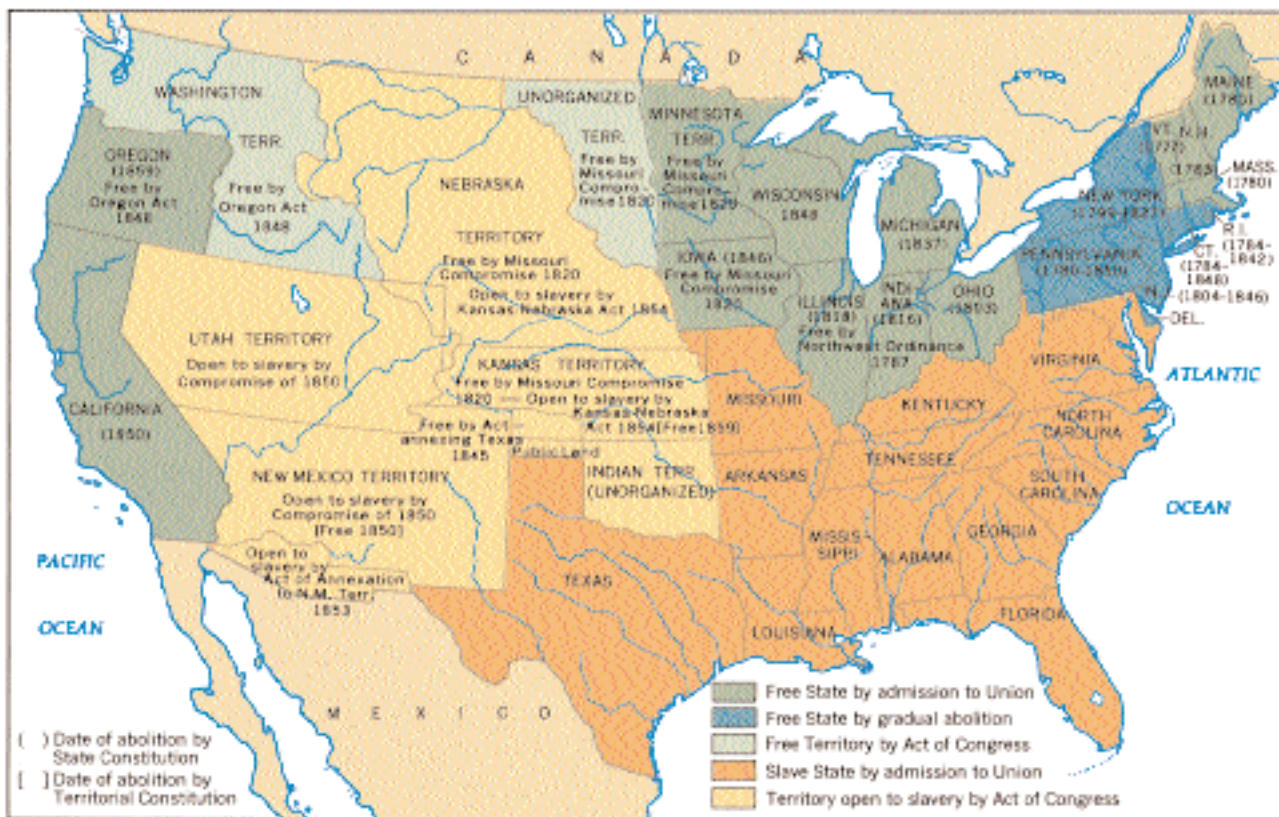 C A N A D A
WASHINGTON
TERR.
Free by
Oregon Act
1848
OREGON
(1859)
Free by
Oregon Act
1848
CALIFORNIA
(1850)
UTAH TERRITORY
Open to slavery by
Compromise of 1850
NEBRASKA
TERRITORY
Free by Missouri
Compromise 1820
Open to slavery by
Kansas Nebraska Act 1854
UNORGANIZED
TERR.
Free by
Missouri
Compro-
mise 1820
MINNESOTA
TERR.
Free by
Missouri
Compro-
mise 1820
WISCONSIN
1848
MICHIGAN
(1837)
IOWA (1846)
Free by Missouri
Compromise
1820
ILLINOIS
(1818)
INDI-
ANA
(1816)
OHIO
(1803)
Free by
Northwest Ordinance
1787
MAINE
VT.
(1777)
N.H.
(1783)
MASS.
(1780)
NEW YORK
(1799-1827)
R.I.
(1784-
1842)
CT.
(1784-
1848)
PENNSYLVANIA
N.J.
(1804-1846)
DEL.
KANSAS TERRITORY
Free by Missouri Compromise
1820 — Open to slavery by
Kansas-Nebraska
Act 1854 [Free 1859]
Free by Act
annexing Texas
1845
Public Land
NEW MEXICO TERRITORY
Open to slavery by
Compromise of 1850
[Free 1850]
Open to
slavery by
Act of Annexation
to N.M. Terr.
1853
INDIAN TERR.
(UNORGANIZED)
MISSOURI
KENTUCKY
VIRGINIA
NORTH
CAROLINA
TENNESSEE
ARKANSAS
SOUTH
CAROLINA
MISSIS-
SIPPI
ALABAMA
GEORGIA
TEXAS
LOUISIANA
FLORIDA
ATLANTIC
OCEAN
PACIFIC
OCEAN
M E X I C O
( ) Date of abolition by
State Constitution
[ ] Date of abolition by
Territorial Constitution
Free State by admission to Union
Free State by gradual abolition
Free Territory by Act of Congress
Slave State by admission to Union
Territory open to slavery by Act of Congress